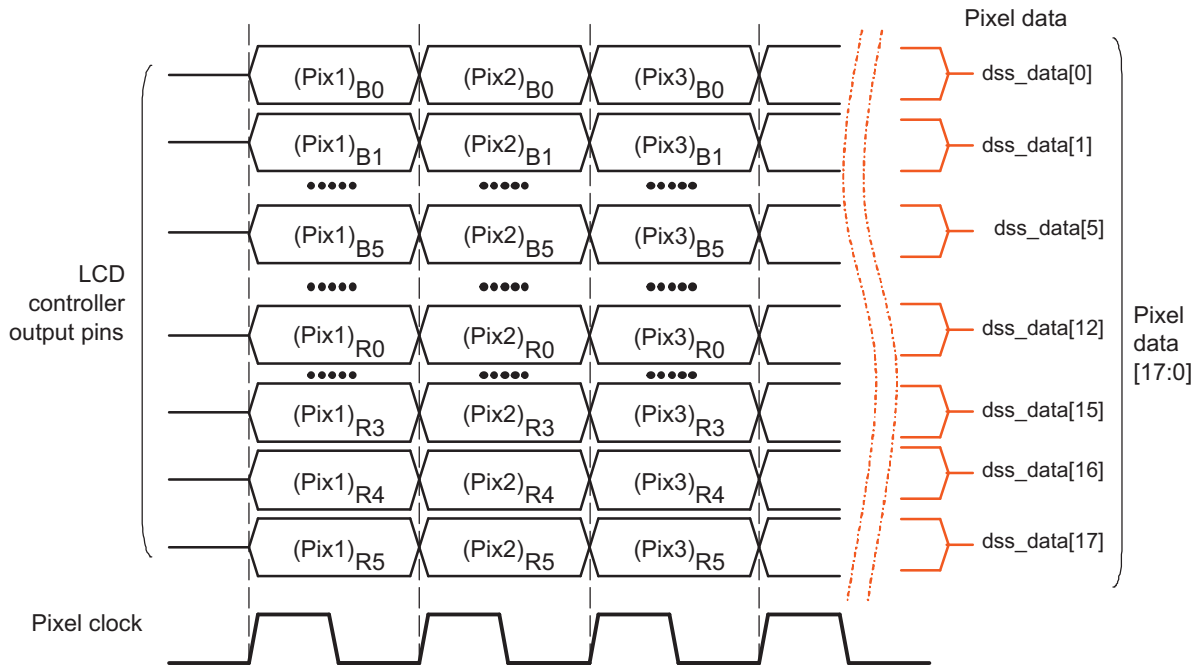 Pixel data
(Pix1)B0 (Pix2)B0 (Pix3)B0 dss_data[0]
(Pix1)B1 (Pix2)B1 (Pix3)B1 dss_data[1]
(Pix1)B5 (Pix2)B5 (Pix3)B5 dss_data[5]
LCD
controller
output pins
(Pix1)R0 (Pix2)R0 (Pix3)R0 dss_data[12]
Pixel
data
[17:0]
(Pix1)R3 (Pix2)R3 (Pix3)R3 dss_data[15]
(Pix1)R4 (Pix2)R4 (Pix3)R4 dss_data[16]
(Pix1)R5 (Pix2)R5 (Pix3)R5 dss_data[17]
Pixel clock